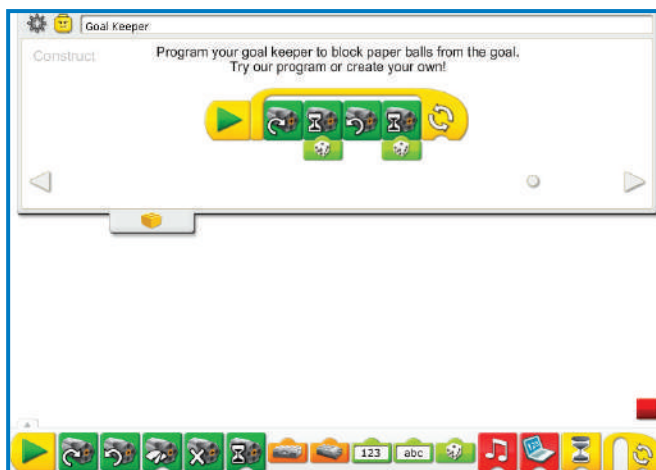 Goal Keeper
Construct
Program your goal keeper to block paper balls from the goal.
Try our program or create your own!
123
abc